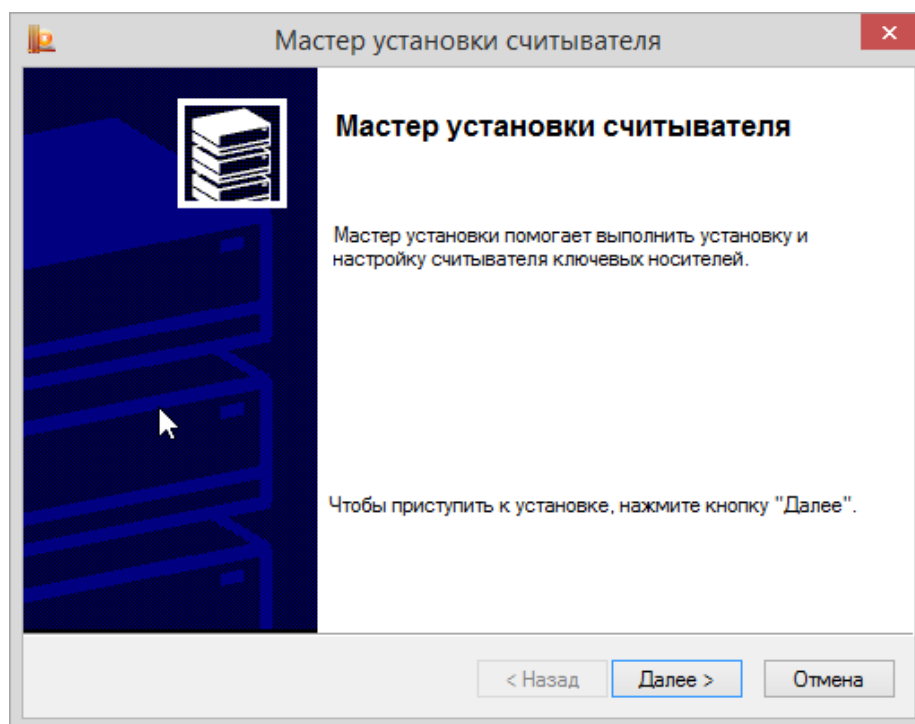 Мастер установки считывателя
Мастер установки считывателя
Мастер установки помогает выполнить установку и
настройку считывателя ключевых носителей.
Чтобы приступить к установке, нажмите кнопку "Далее".
< Назад
Далее >
Отмена